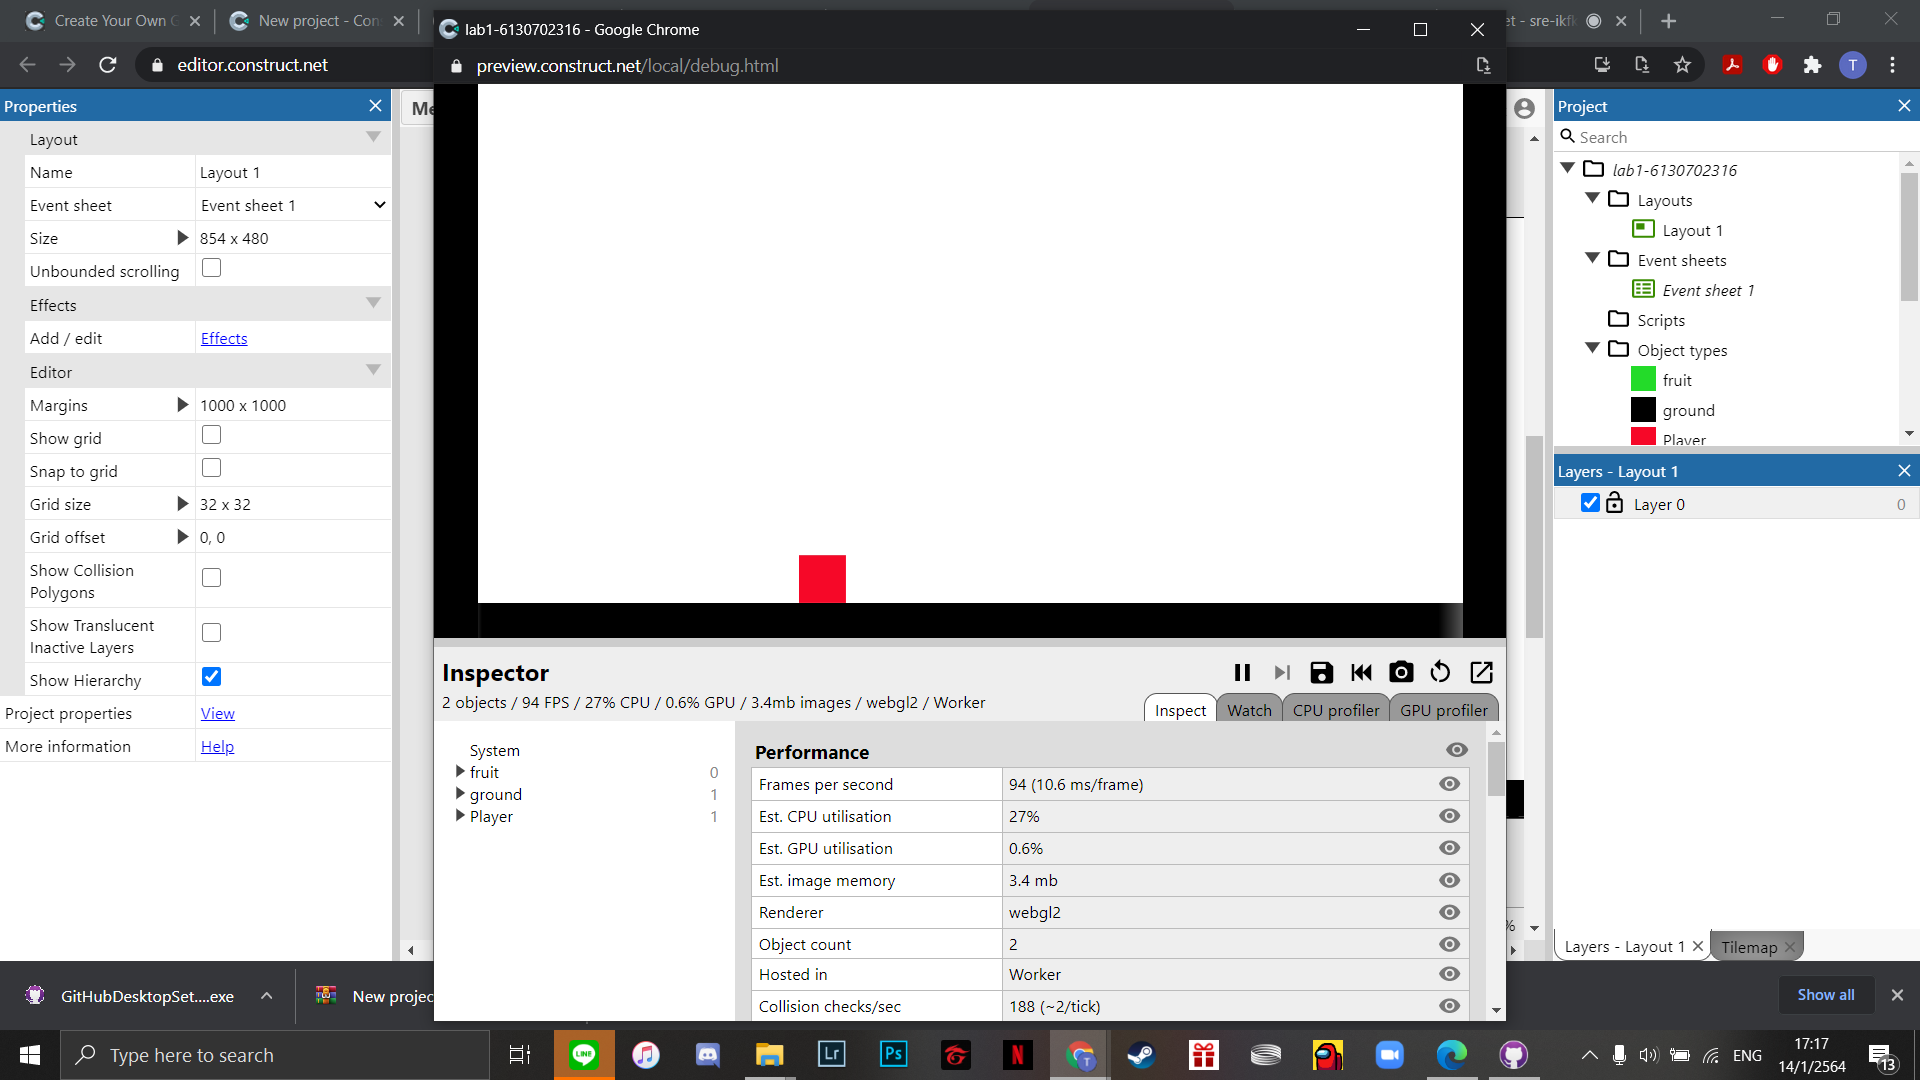 Create Your Own G
New project - Con
lab1-6130702316 - Google Chrome
et - sre-ikfk
editor.construct.net
preview.construct.net/local/debug.html
T
Properties
Layout
Name
Layout 1
Event sheet
Event sheet 1
Size
854 x 480
Unbounded scrolling
Effects
Add / edit
Effects
Editor
Margins
1000 x 1000
Show grid
Snap to grid
Grid size
32 x 32
Grid offset
0, 0
Show Collision
Polygons
Show Translucent
Inactive Layers
Show Hierarchy
Project properties
View
More information
Help
Me
Inspector
2 objects / 94 FPS / 27% CPU / 0.6% GPU / 3.4mb images / webgl2 / Worker
Inspect
Watch
CPU profiler
GPU profiler
System
fruit 0
ground 1
Player 1
Performance
Frames per second 94 (10.6 ms/frame)
Est. CPU utilisation 27%
Est. GPU utilisation 0.6%
Est. image memory 3.4 mb
Renderer webgl2
Object count 2
Hosted in Worker
Collision checks/sec 188 (~2/tick)
%
Project
Search
lab1-6130702316
Layouts
Layout 1
Event sheets
Event sheet 1
Scripts
Object types
fruit
ground
Player
Layers - Layout 1
Layer 0 0
Layers - Layout 1
Tilemap
GitHubDesktopSet....exe
New projec
Show all
Type here to search
LINE
Lr
Ps
N
T
ENG
17:17
14/1/2564
13